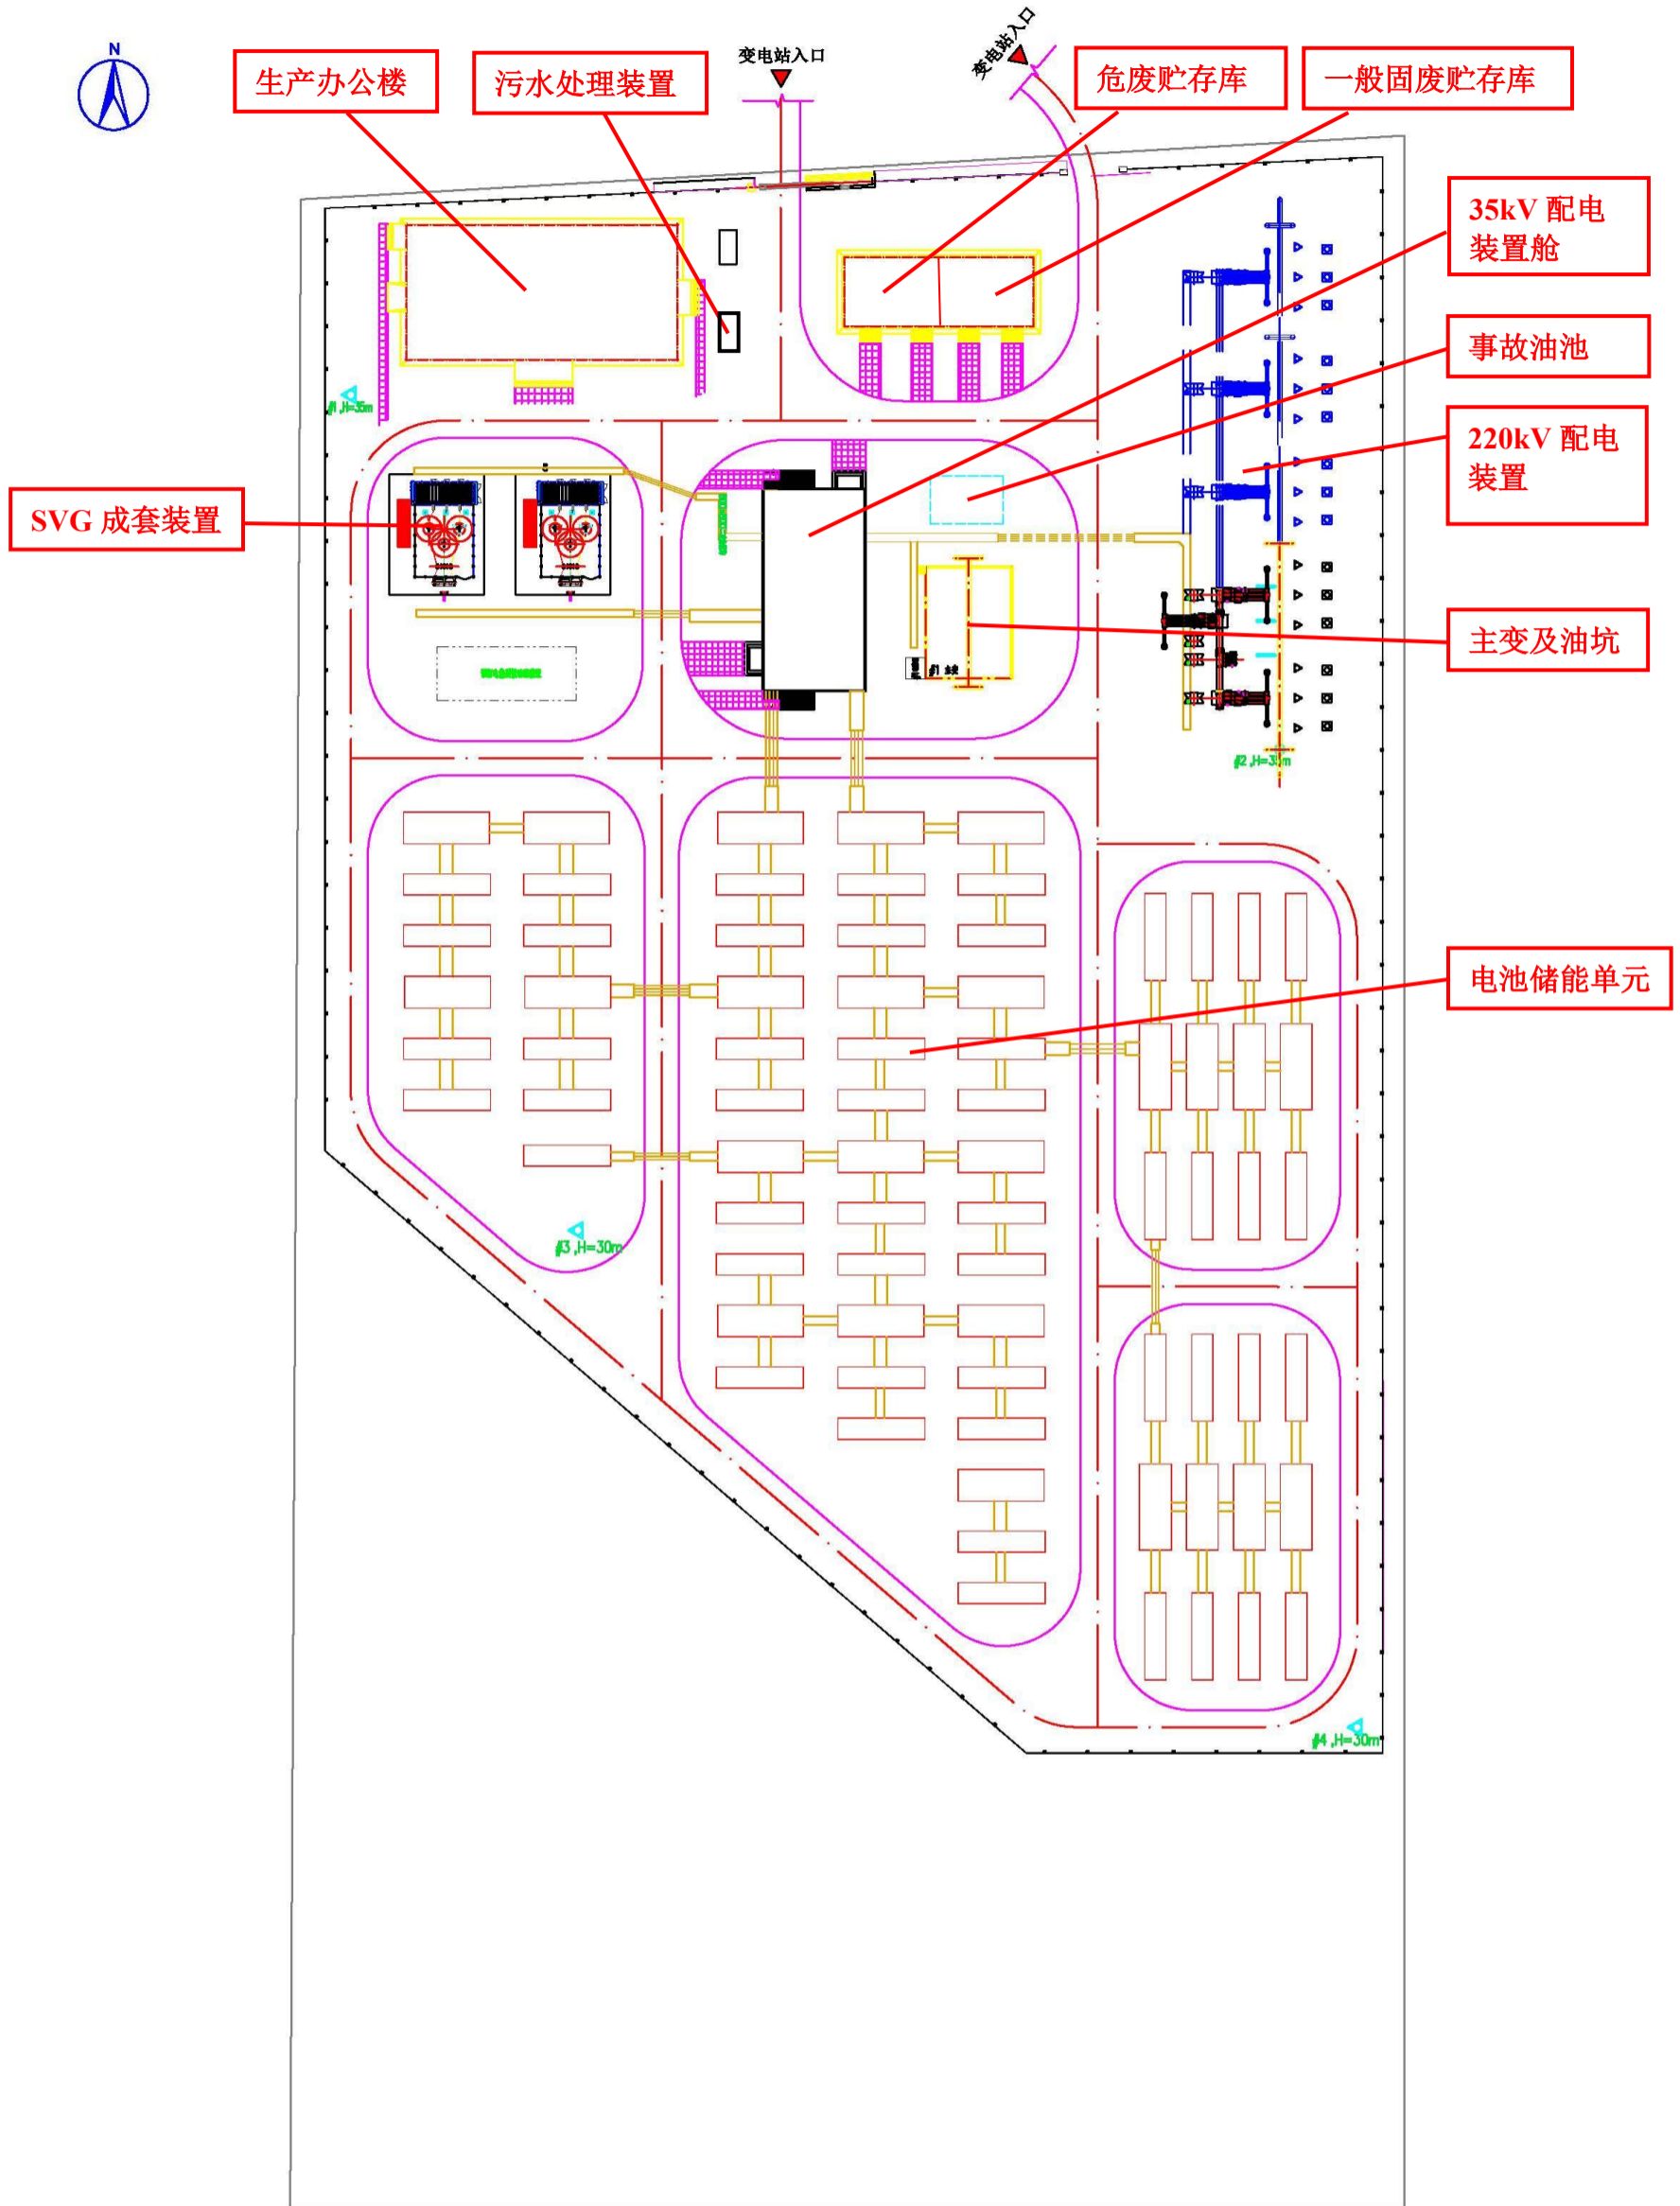 N
变电站入口
变电站入口
生产办公楼
污水处理装置
危废贮存库
一般固废贮存库
35kV 配电
装置舱
事故油池
#1 ,H=35m
220kV 配电
装置
SVG 成套装置
主变及油坑
#1 主变
#2 ,H=35m
电池储能单元
#3 ,H=30m
#4 ,H=30m